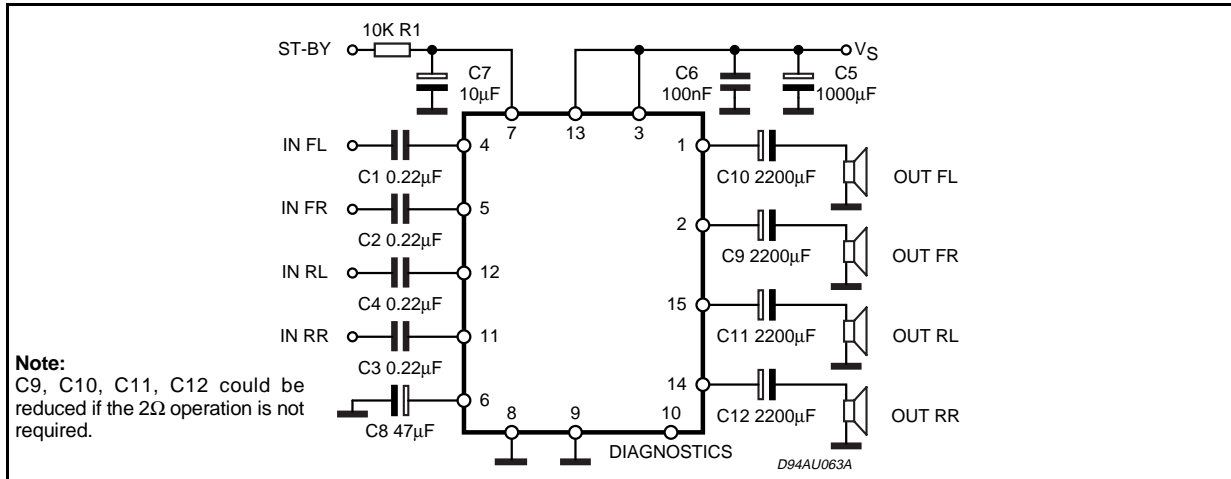 10K R1
ST-BY
VS
C7
10µF
C6
100nF
C5
1000µF
7
13
3
IN FL
4
C1 0.22µF
1
C10 2200µF
OUT FL
IN FR
5
C2 0.22µF
2
C9 2200µF
OUT FR
IN RL
12
C4 0.22µF
15
C11 2200µF
OUT RL
IN RR
11
C3 0.22µF
14
C12 2200µF
OUT RR
Note:
C9, C10, C11, C12 could be
reduced if the 2Ω operation is not
required.
6
C8 47µF
8
9
10
DIAGNOSTICS
D94AU063A